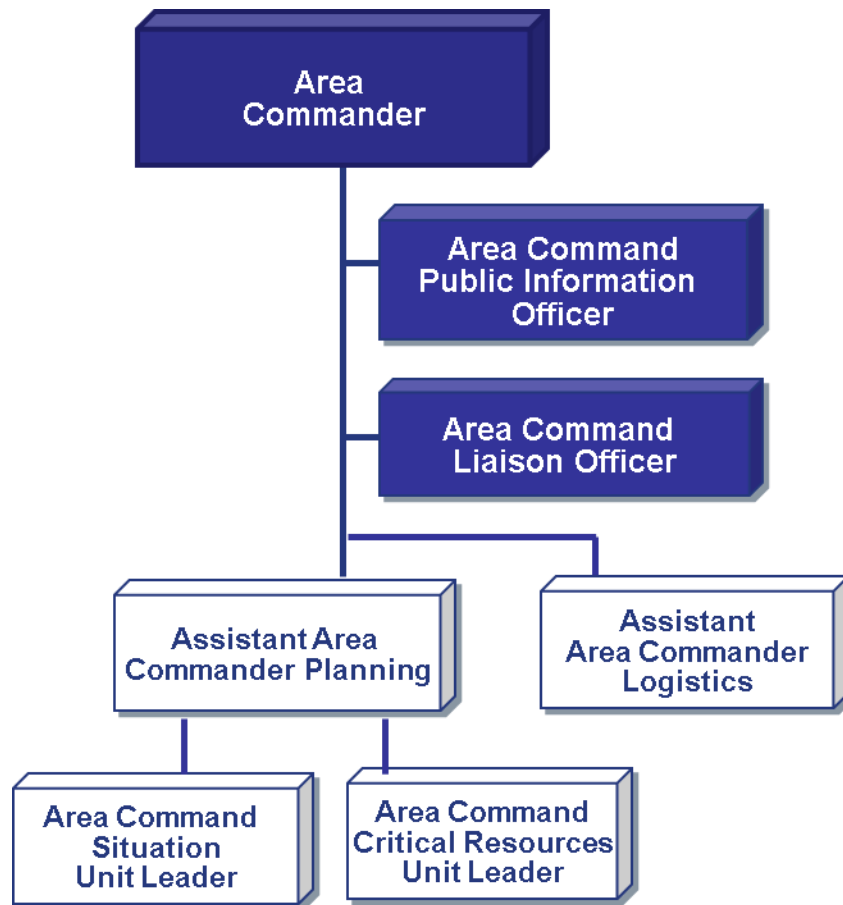 Area
Commander
Area Command
Public Information
Officer
Area Command
Liaison Officer
Assistant Area
Commander Planning
Assistant
Area Commander
Logistics
Area Command
Situation
Unit Leader
Area Command
Critical Resources
Unit Leader